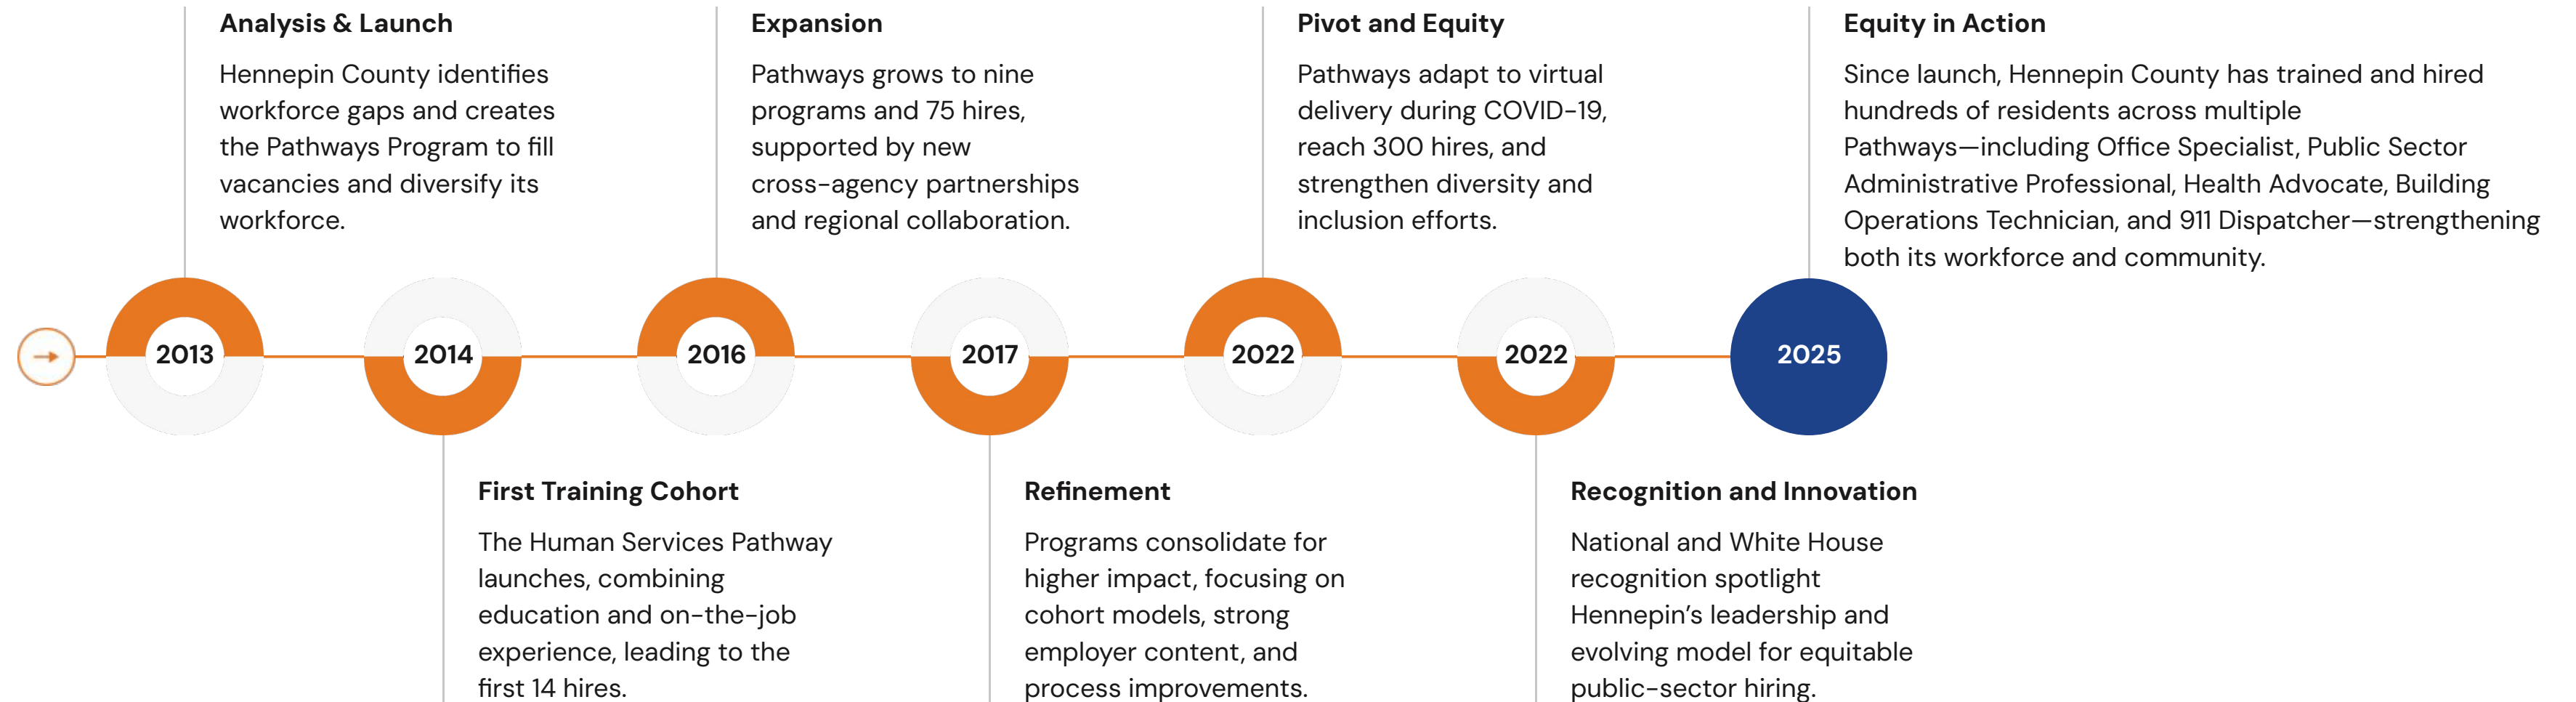 Analysis & Launch
Hennepin County identifies
workforce gaps and creates
the Pathways Program to fill
vacancies and diversify its
workforce.
Expansion
Pathways grows to nine
programs and 75 hires,
supported by new
cross-agency partnerships
and regional collaboration.
Pivot and Equity
Pathways adapt to virtual
delivery during COVID-19,
reach 300 hires, and
strengthen diversity and
inclusion efforts.
Equity in Action
Since launch, Hennepin County has trained and hired
hundreds of residents across multiple
Pathways—including Office Specialist, Public Sector
Administrative Professional, Health Advocate, Building
Operations Technician, and 911 Dispatcher—strengthening
both its workforce and community.
2013
2014
2016
2017
2022
2022
2025
First Training Cohort
The Human Services Pathway
launches, combining
education and on-the-job
experience, leading to the
first 14 hires.
Refinement
Programs consolidate for
higher impact, focusing on
cohort models, strong
employer content, and
process improvements.
Recognition and Innovation
National and White House
recognition spotlight
Hennepin’s leadership and
evolving model for equitable
public-sector hiring.